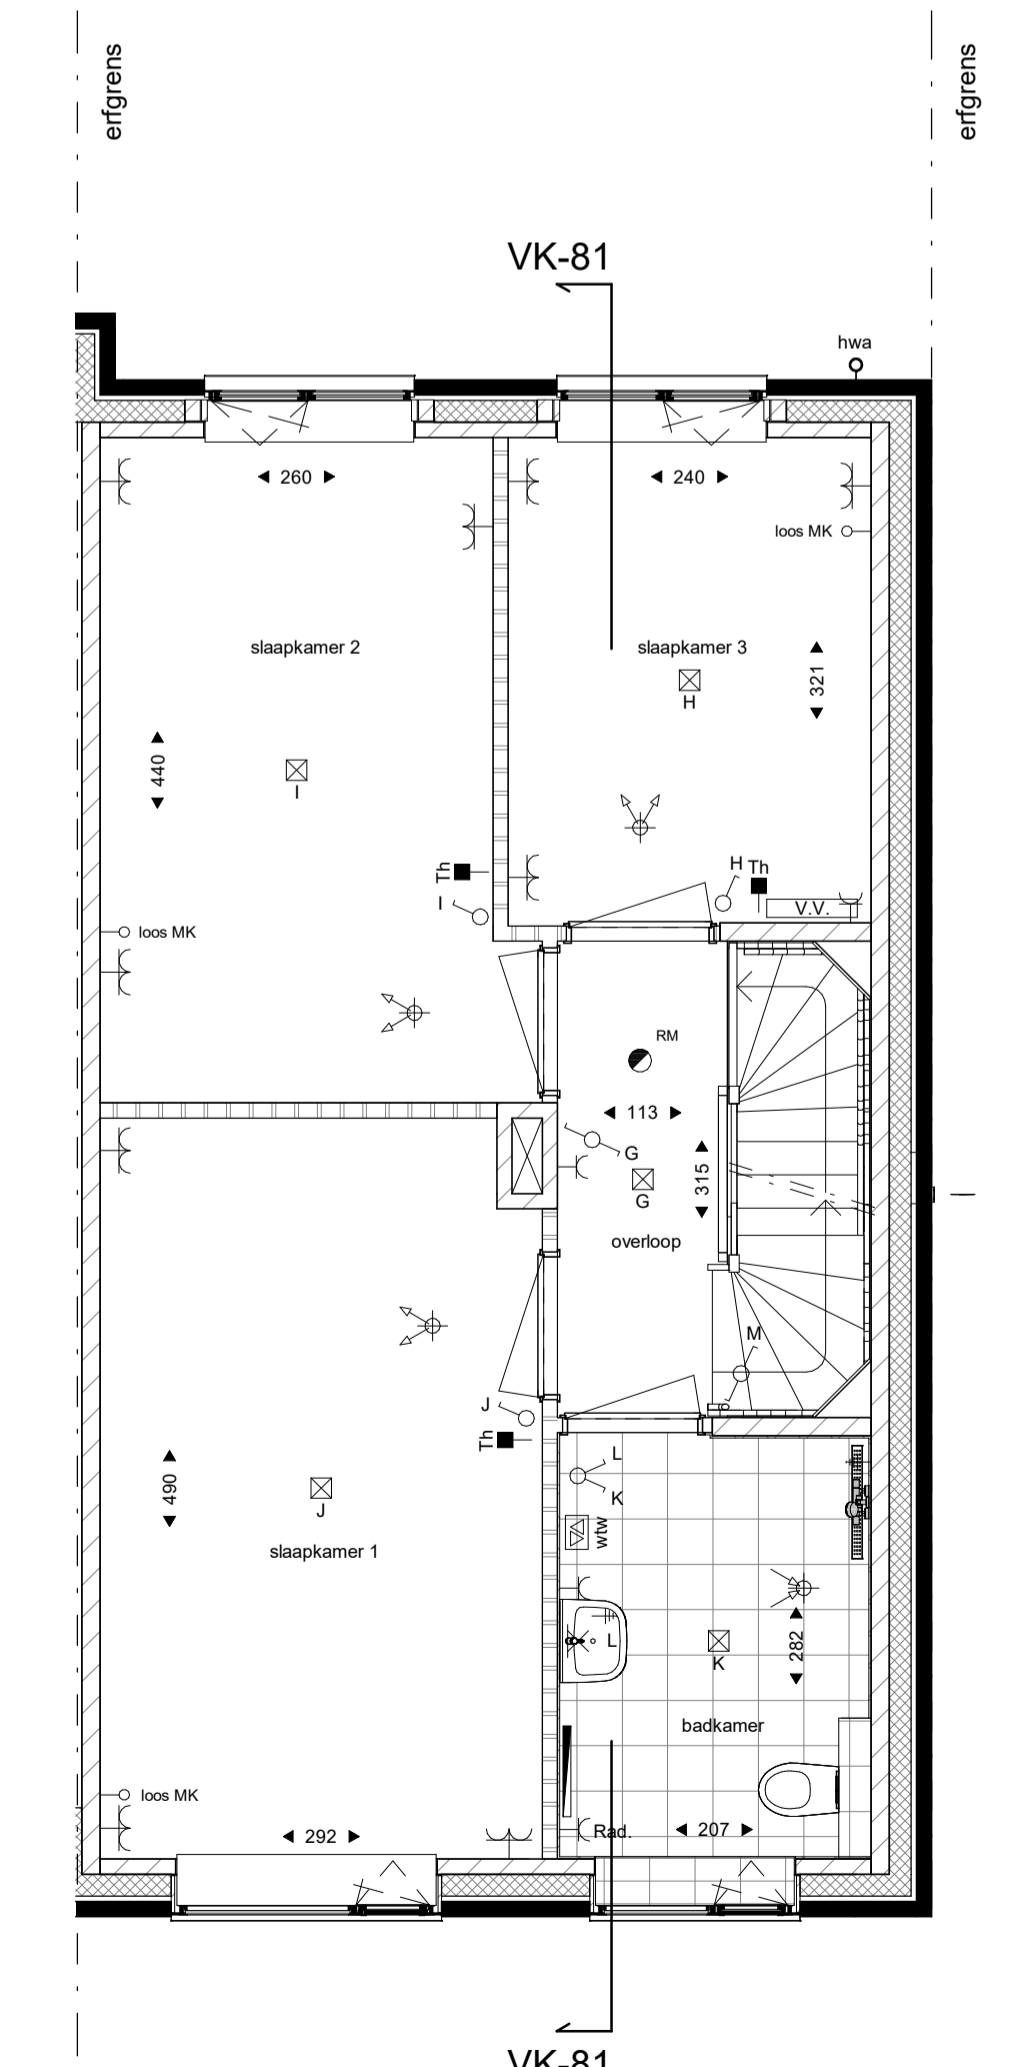 erfgrens
erfgrens
VK-81
hwa
260
240
loos MK
slaapkamer 2
slaapkamer 3
H
321
440
I
Th
I
H
Th
V.V.
loos MK
RM
113
G
315
G
overloop
M
J
Th
L
K
490
J
wtw
slaapkamer 1
L
K
282
badkamer
loos MK
292
Rad.
207
VK-81